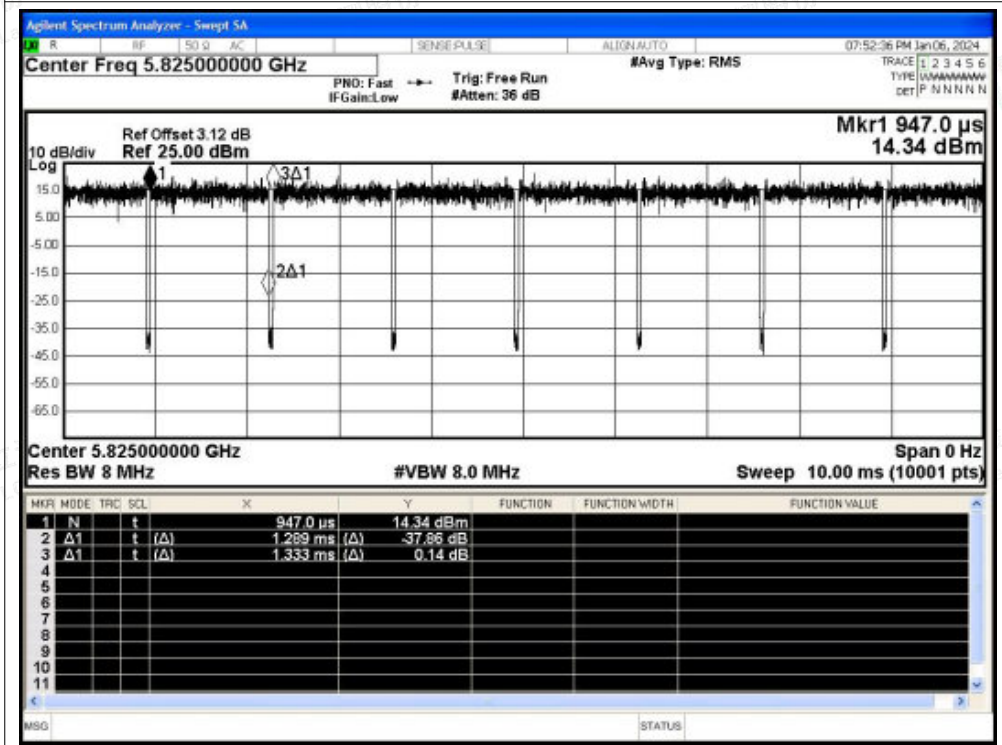 Agilent Spectrum Analyzer - Swept SA
R RF 50 Ω AC SENSE:PULSE ALIGN AUTO 07:52:36 PM Jan 06, 2024
Center Freq 5.825000000 GHz #Avg Type: RMS TRACE 1 2 3 4 5 6
PNO: Fast Trig: Free Run TYPE
IFGain:Low #Atten: 36 dB DET P N N N N N
Mkr1 947.0 µs
Ref Offset 3.12 dB
10 dB/div Ref 25.00 dBm 14.34 dBm
Log
1 3Δ1
15.0
5.00
-5.00
-15.0 2Δ1
-25.0
-35.0
-45.0
-55.0
-65.0
Center 5.825000000 GHz Span 0 Hz
Res BW 8 MHz #VBW 8.0 MHz Sweep 10.00 ms (10001 pts)
MKR MODE TRC SCL X Y FUNCTION FUNCTION WIDTH FUNCTION VALUE
1 N t 947.0 µs 14.34 dBm
2 Δ1 t (Δ) 1.289 ms (Δ) -37.86 dB
3 Δ1 t (Δ) 1.333 ms (Δ) 0.14 dB
4
5
6
7
8
9
10
11
MSG STATUS